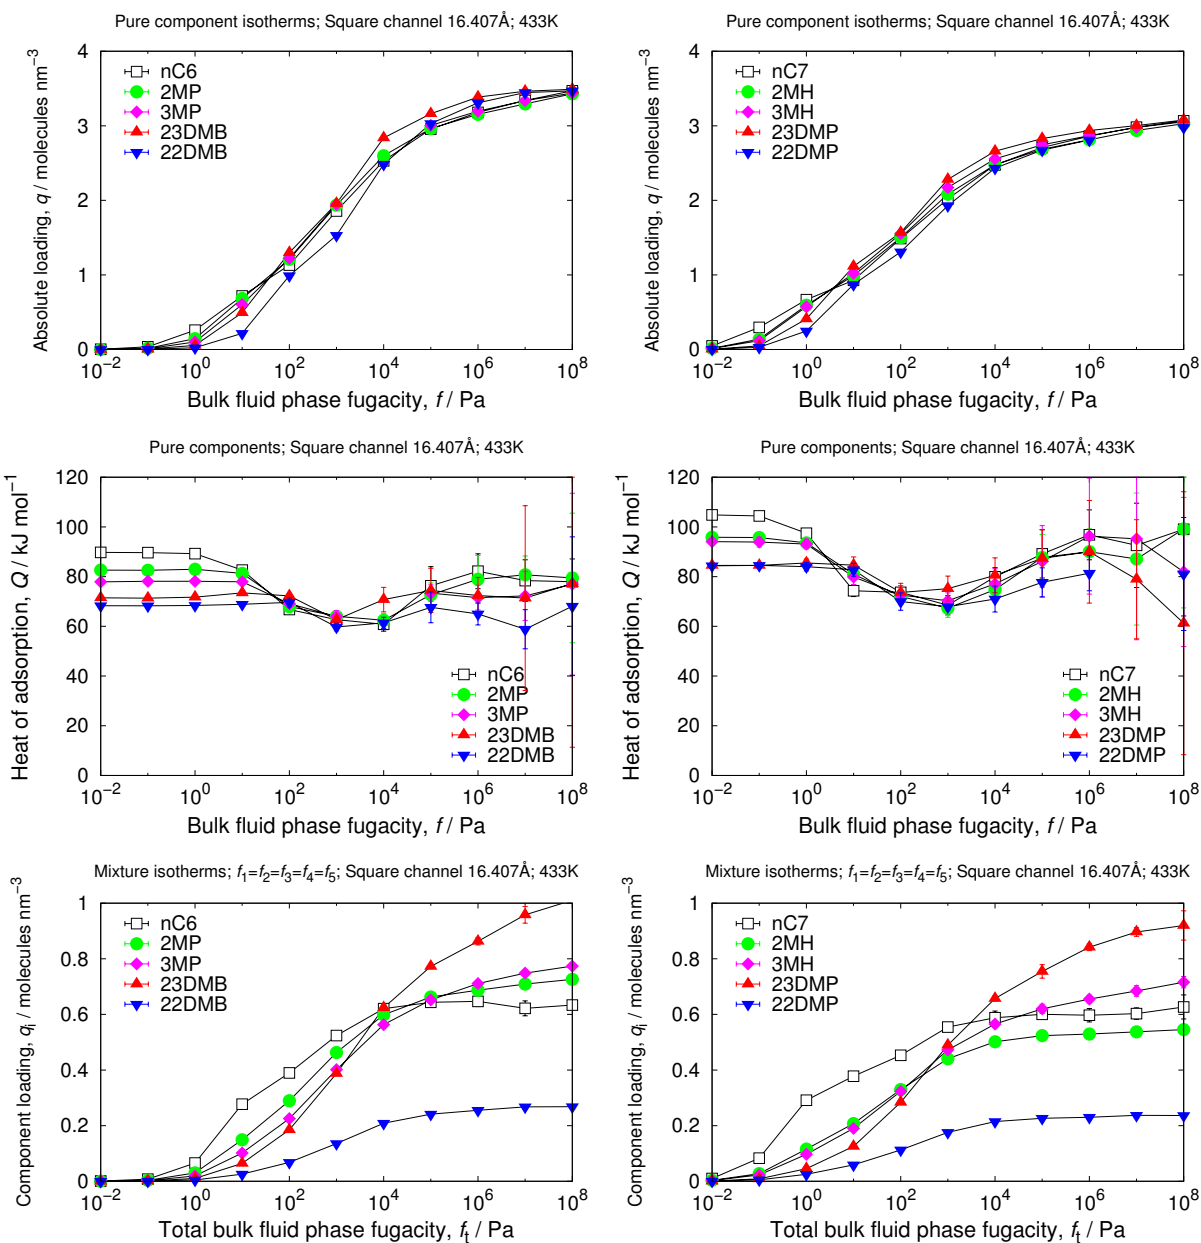 Pure component isotherms; Square channel 16.407Å; 433K
Absolute loading, q / molecules nm⁻³
4
3
2
1
0
nC6
2MP
3MP
23DMB
22DMB
10⁻² 10⁰ 10² 10⁴ 10⁶ 10⁸
Bulk fluid phase fugacity, f / Pa
Pure component isotherms; Square channel 16.407Å; 433K
Absolute loading, q / molecules nm⁻³
4
3
2
1
0
nC7
2MH
3MH
23DMP
22DMP
10⁻² 10⁰ 10² 10⁴ 10⁶ 10⁸
Bulk fluid phase fugacity, f / Pa
Pure components; Square channel 16.407Å; 433K
Heat of adsorption, Q / kJ mol⁻¹
120
100
80
60
40
20
0
nC6
2MP
3MP
23DMB
22DMB
10⁻² 10⁰ 10² 10⁴ 10⁶ 10⁸
Bulk fluid phase fugacity, f / Pa
Pure components; Square channel 16.407Å; 433K
Heat of adsorption, Q / kJ mol⁻¹
120
100
80
60
40
20
0
nC7
2MH
3MH
23DMP
22DMP
10⁻² 10⁰ 10² 10⁴ 10⁶ 10⁸
Bulk fluid phase fugacity, f / Pa
Mixture isotherms; f₁=f₂=f₃=f₄=f₅; Square channel 16.407Å; 433K
Component loading, qᵢ / molecules nm⁻³
1
0.8
0.6
0.4
0.2
0
nC6
2MP
3MP
23DMB
22DMB
10⁻² 10⁰ 10² 10⁴ 10⁶ 10⁸
Total bulk fluid phase fugacity, fₜ / Pa
Mixture isotherms; f₁=f₂=f₃=f₄=f₅; Square channel 16.407Å; 433K
Component loading, qᵢ / molecules nm⁻³
1
0.8
0.6
0.4
0.2
0
nC7
2MH
3MH
23DMP
22DMP
10⁻² 10⁰ 10² 10⁴ 10⁶ 10⁸
Total bulk fluid phase fugacity, fₜ / Pa